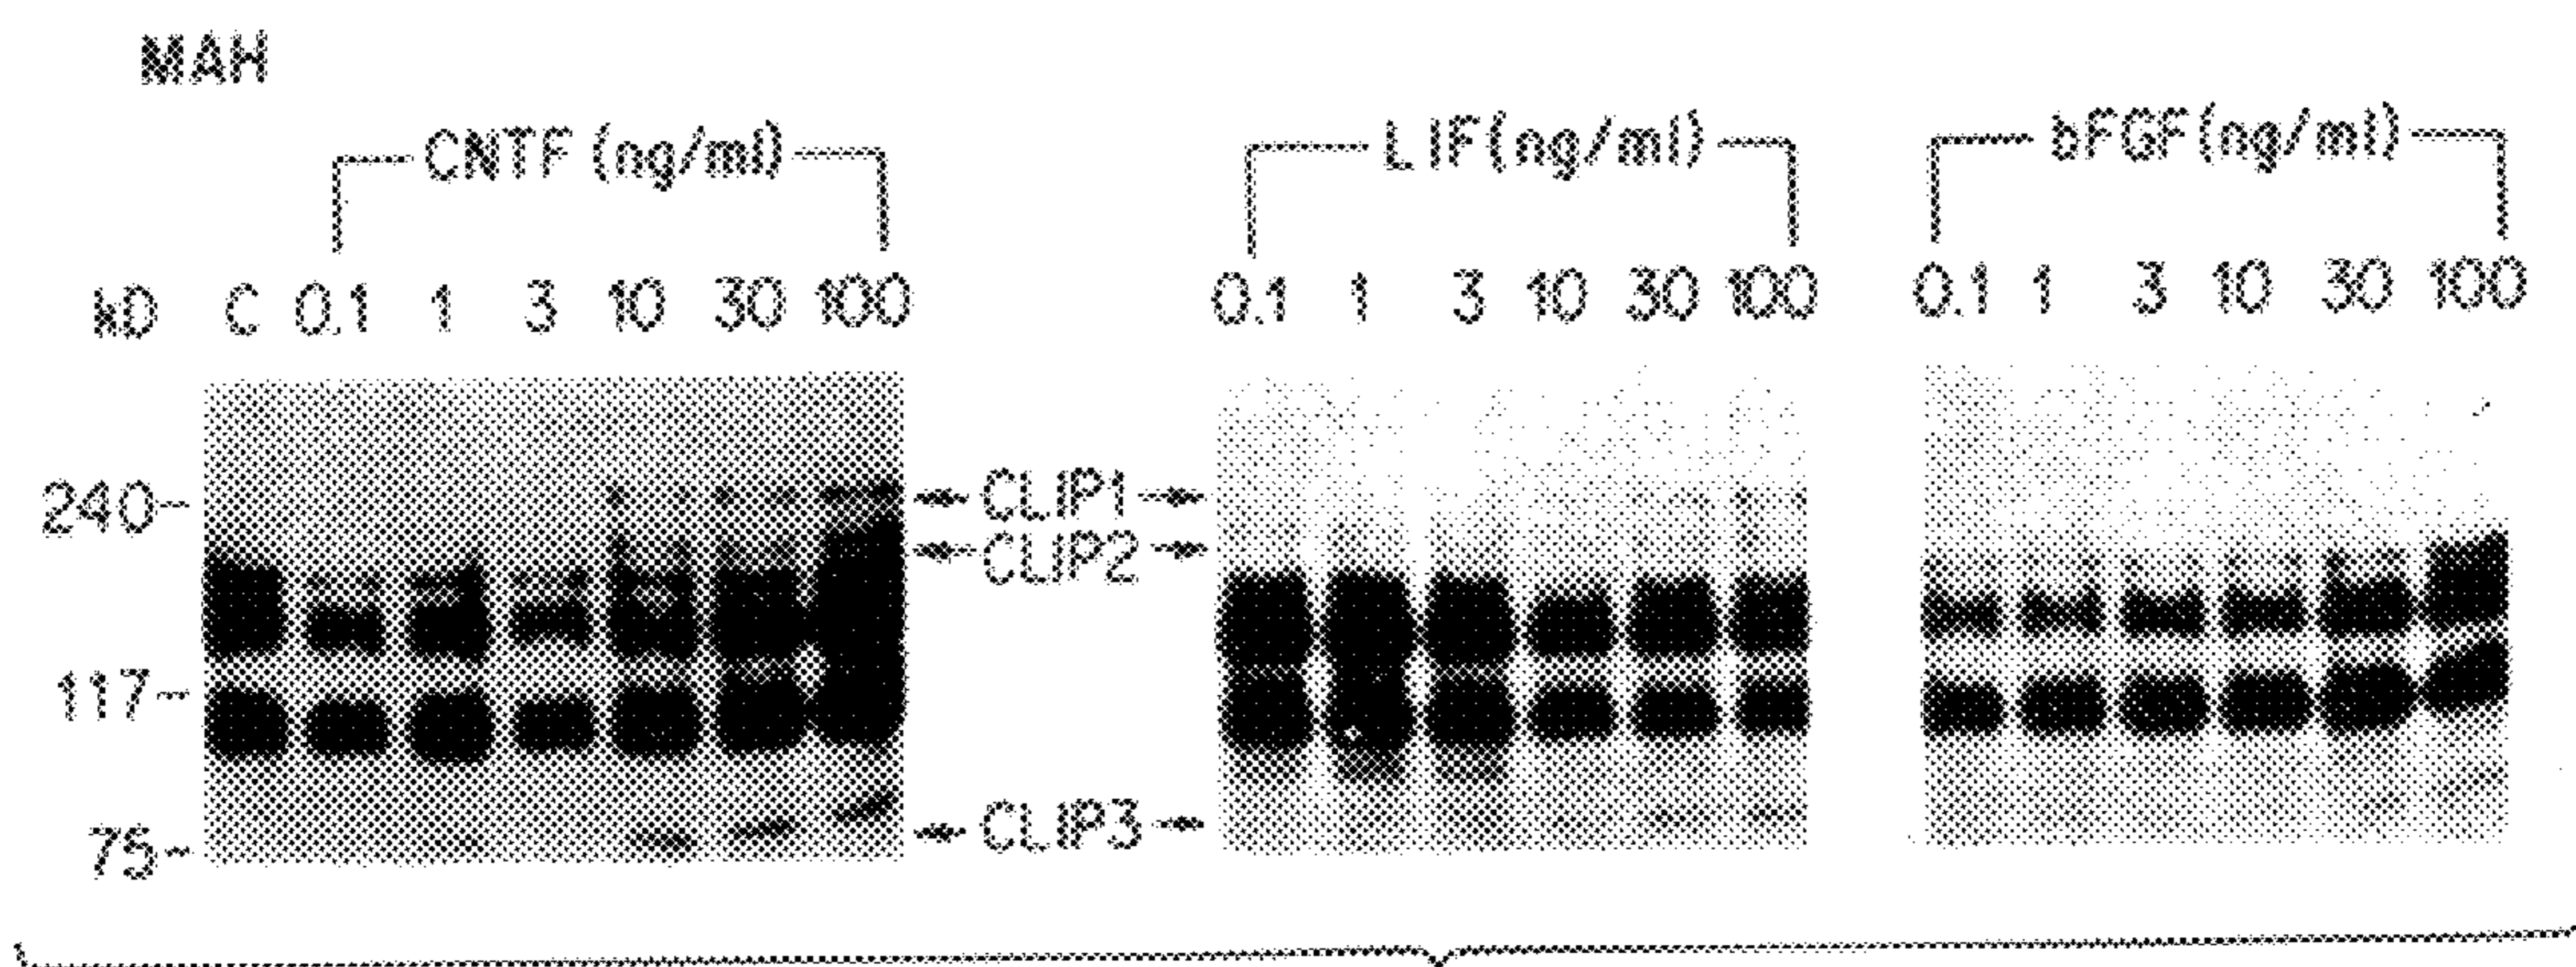 MAH
CNTF (ng/ml) LIF(ng/ml) bFGF(ng/ml)
kD C 0.1 1 3 10 30 100 0.1 1 3 10 30 100 0.1 1 3 10 30 100
240-
CLIP1
CLIP2
117-
CLIP3
75-